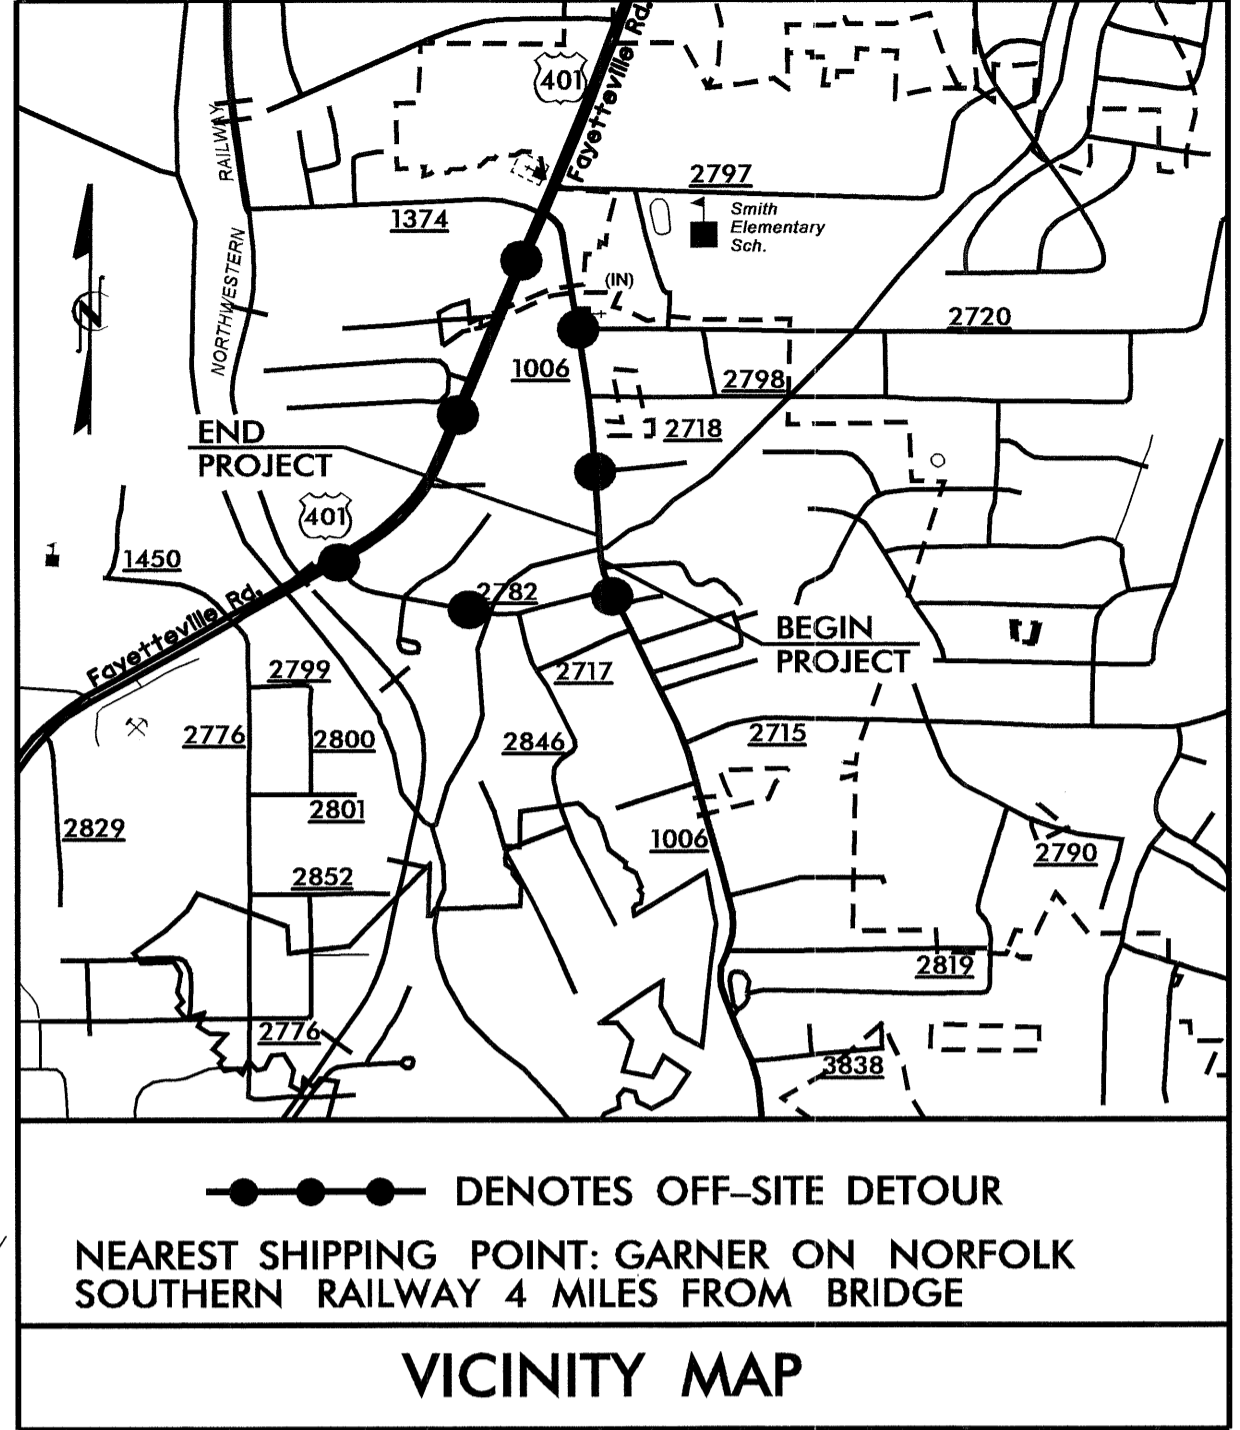 Fayetteville Rd.
401
RAILWAY
2797
Smith
Elementary
Sch.
1374
NORTHWESTERN
N
(IN)
2720
1006
2798
2718
END
PROJECT
401
1450
2782
Fayetteville Rd.
BEGIN
PROJECT
2799
2717
2776
2800
2846
2715
2801
2829
1006
2790
2852
2819
2776
3838
DENOTES OFF-SITE DETOUR
NEAREST SHIPPING POINT: GARNER ON NORFOLK
SOUTHERN RAILWAY 4 MILES FROM BRIDGE
VICINITY MAP